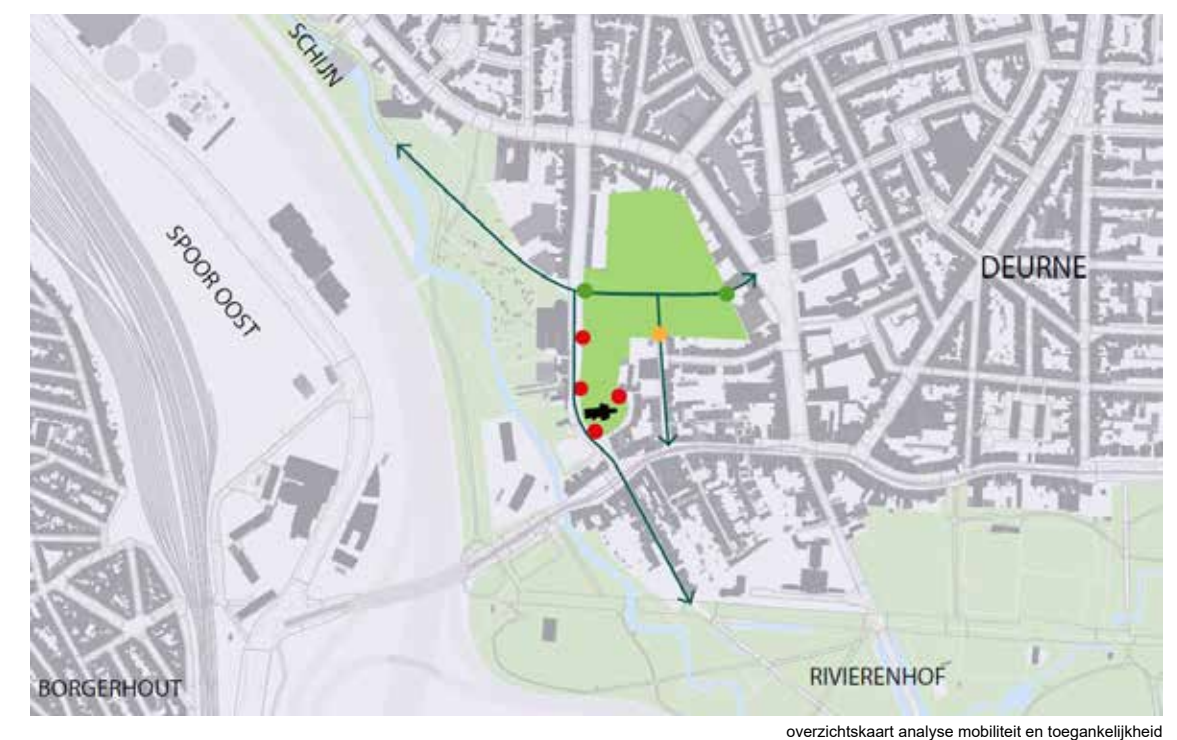 SCHIJN
SPOOR OOST
DEURNE
BORGERHOUT
RIVIERENHOF
overzichtskaart analyse mobiliteit en toegankelijkheid